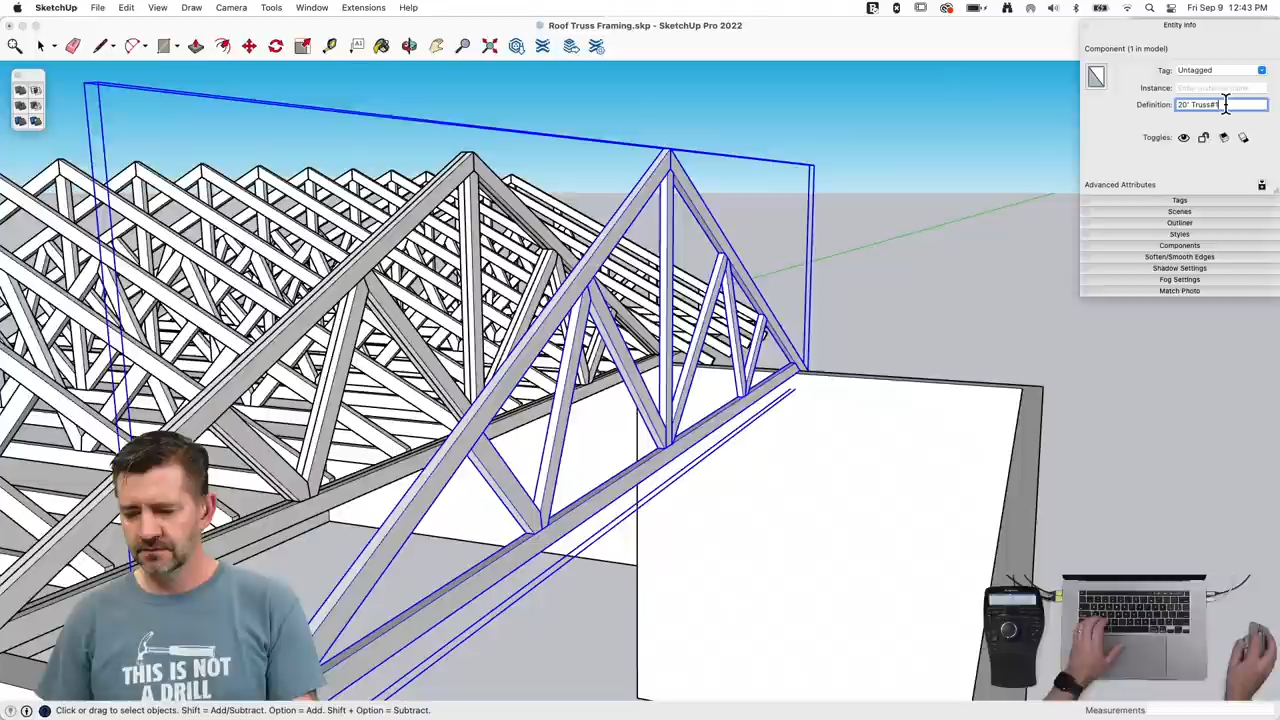 SketchUp File Edit View Draw Camera Tools Window Extensions Help Fri Sep 9 12:43 PM
Roof Truss Framing.skp - SketchUp Pro 2022
Entity Info
Component (1 in model)
Tag: Untagged
Instance: Enter instance name
Definition: 20' Truss#1
Toggles:
Advanced Attributes
Tags
Scenes
Outliner
Styles
Components
Soften/Smooth Edges
Shadow Settings
Fog Settings
Match Photo
THIS IS NOT
A DRILL
Click or drag to select objects. Shift = Add/Subtract. Option = Add. Shift + Option = Subtract.
Measurements